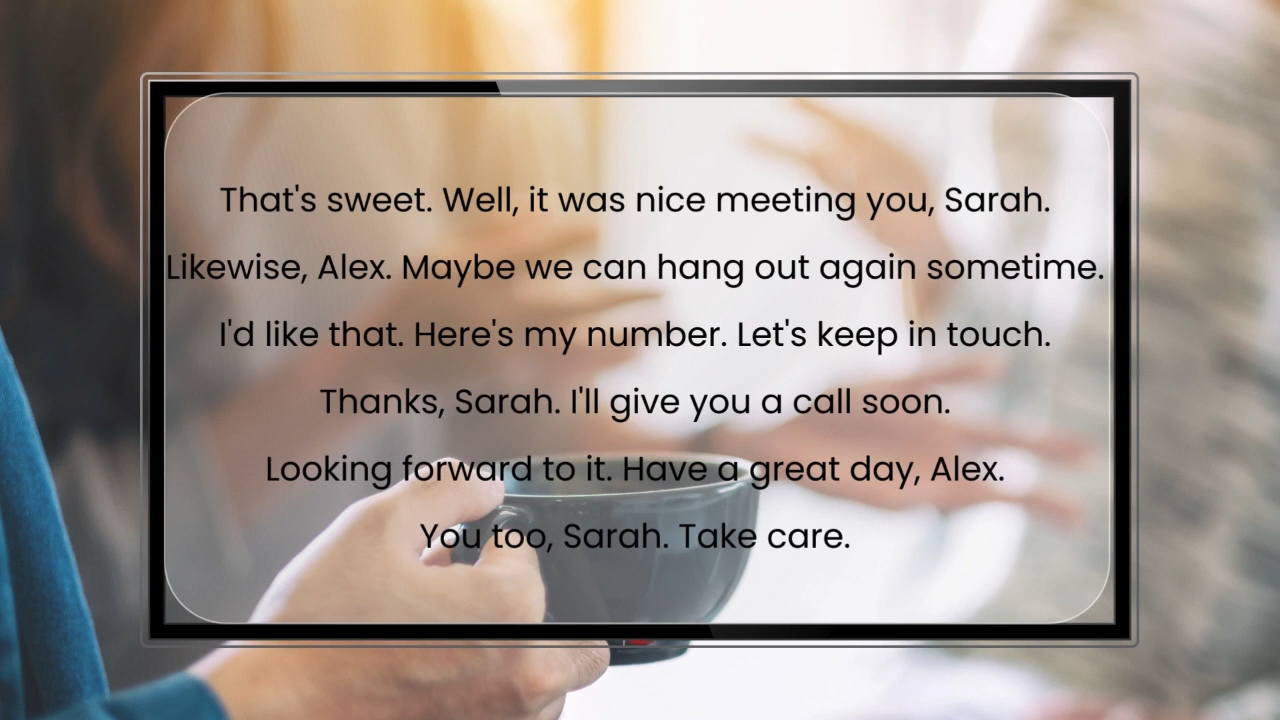 That's sweet. Well, it was nice meeting you, Sarah.
Likewise, Alex. Maybe we can hang out again sometime.
I'd like that. Here's my number. Let's keep in touch.
Thanks, Sarah. I'll give you a call soon.
Looking forward to it. Have a great day, Alex.
You too, Sarah. Take care.